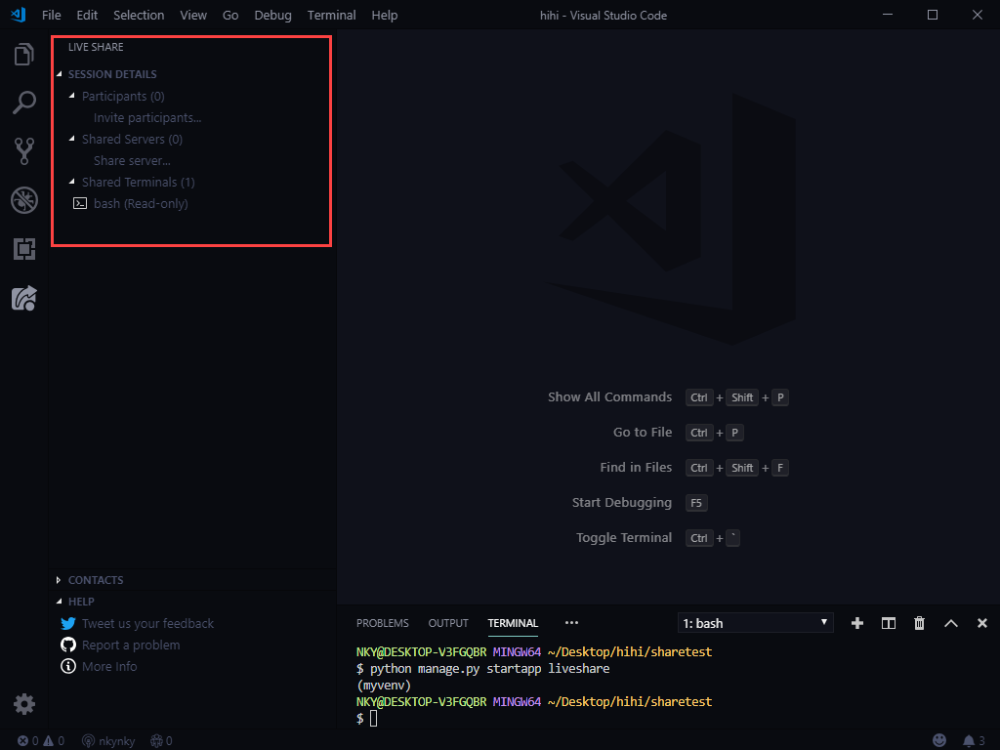 File Edit Selection View Go Debug Terminal Help hihi - Visual Studio Code
LIVE SHARE
SESSION DETAILS
Participants (0)
Invite participants...
Shared Servers (0)
Share server...
Shared Terminals (1)
bash (Read-only)
Show All Commands Ctrl + Shift + P
Go to File Ctrl + P
Find in Files Ctrl + Shift + F
Start Debugging F5
Toggle Terminal Ctrl + `
CONTACTS
HELP
Tweet us your feedback
Report a problem
More Info
PROBLEMS OUTPUT TERMINAL ••• 1: bash
NKY@DESKTOP-V3FGQBR MINGW64 ~/Desktop/hihi/sharetest
$ python manage.py startapp liveshare
(myvenv)
NKY@DESKTOP-V3FGQBR MINGW64 ~/Desktop/hihi/sharetest
$
0 0 nkynky 0 3